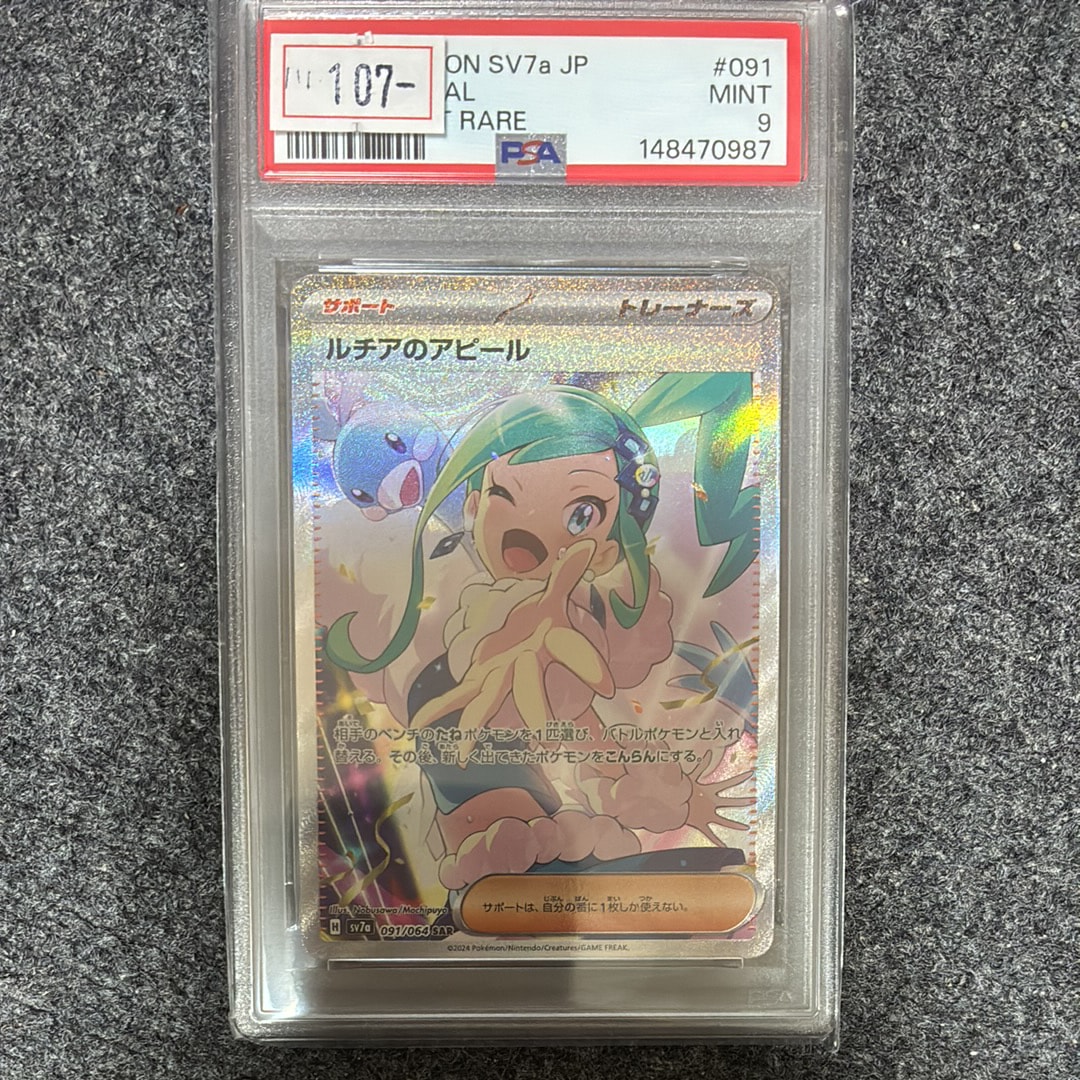 107-
ON SV7a JP
#091
AL
MINT
T RARE
9
PSA
148470987
サポート
トレーナーズ
ルチアのアピール
相手のベンチのたねポケモンを1匹選び、バトルポケモンと入れ
替える。その後、新しく出てきたポケモンをこんらんにする。
サポートは、自分の番に1枚しか使えない。
Illus. Nobusawa/Mochipuyo
H sv7a 091/064 SAR
©2024 Pokémon/Nintendo/Creatures/GAME FREAK.